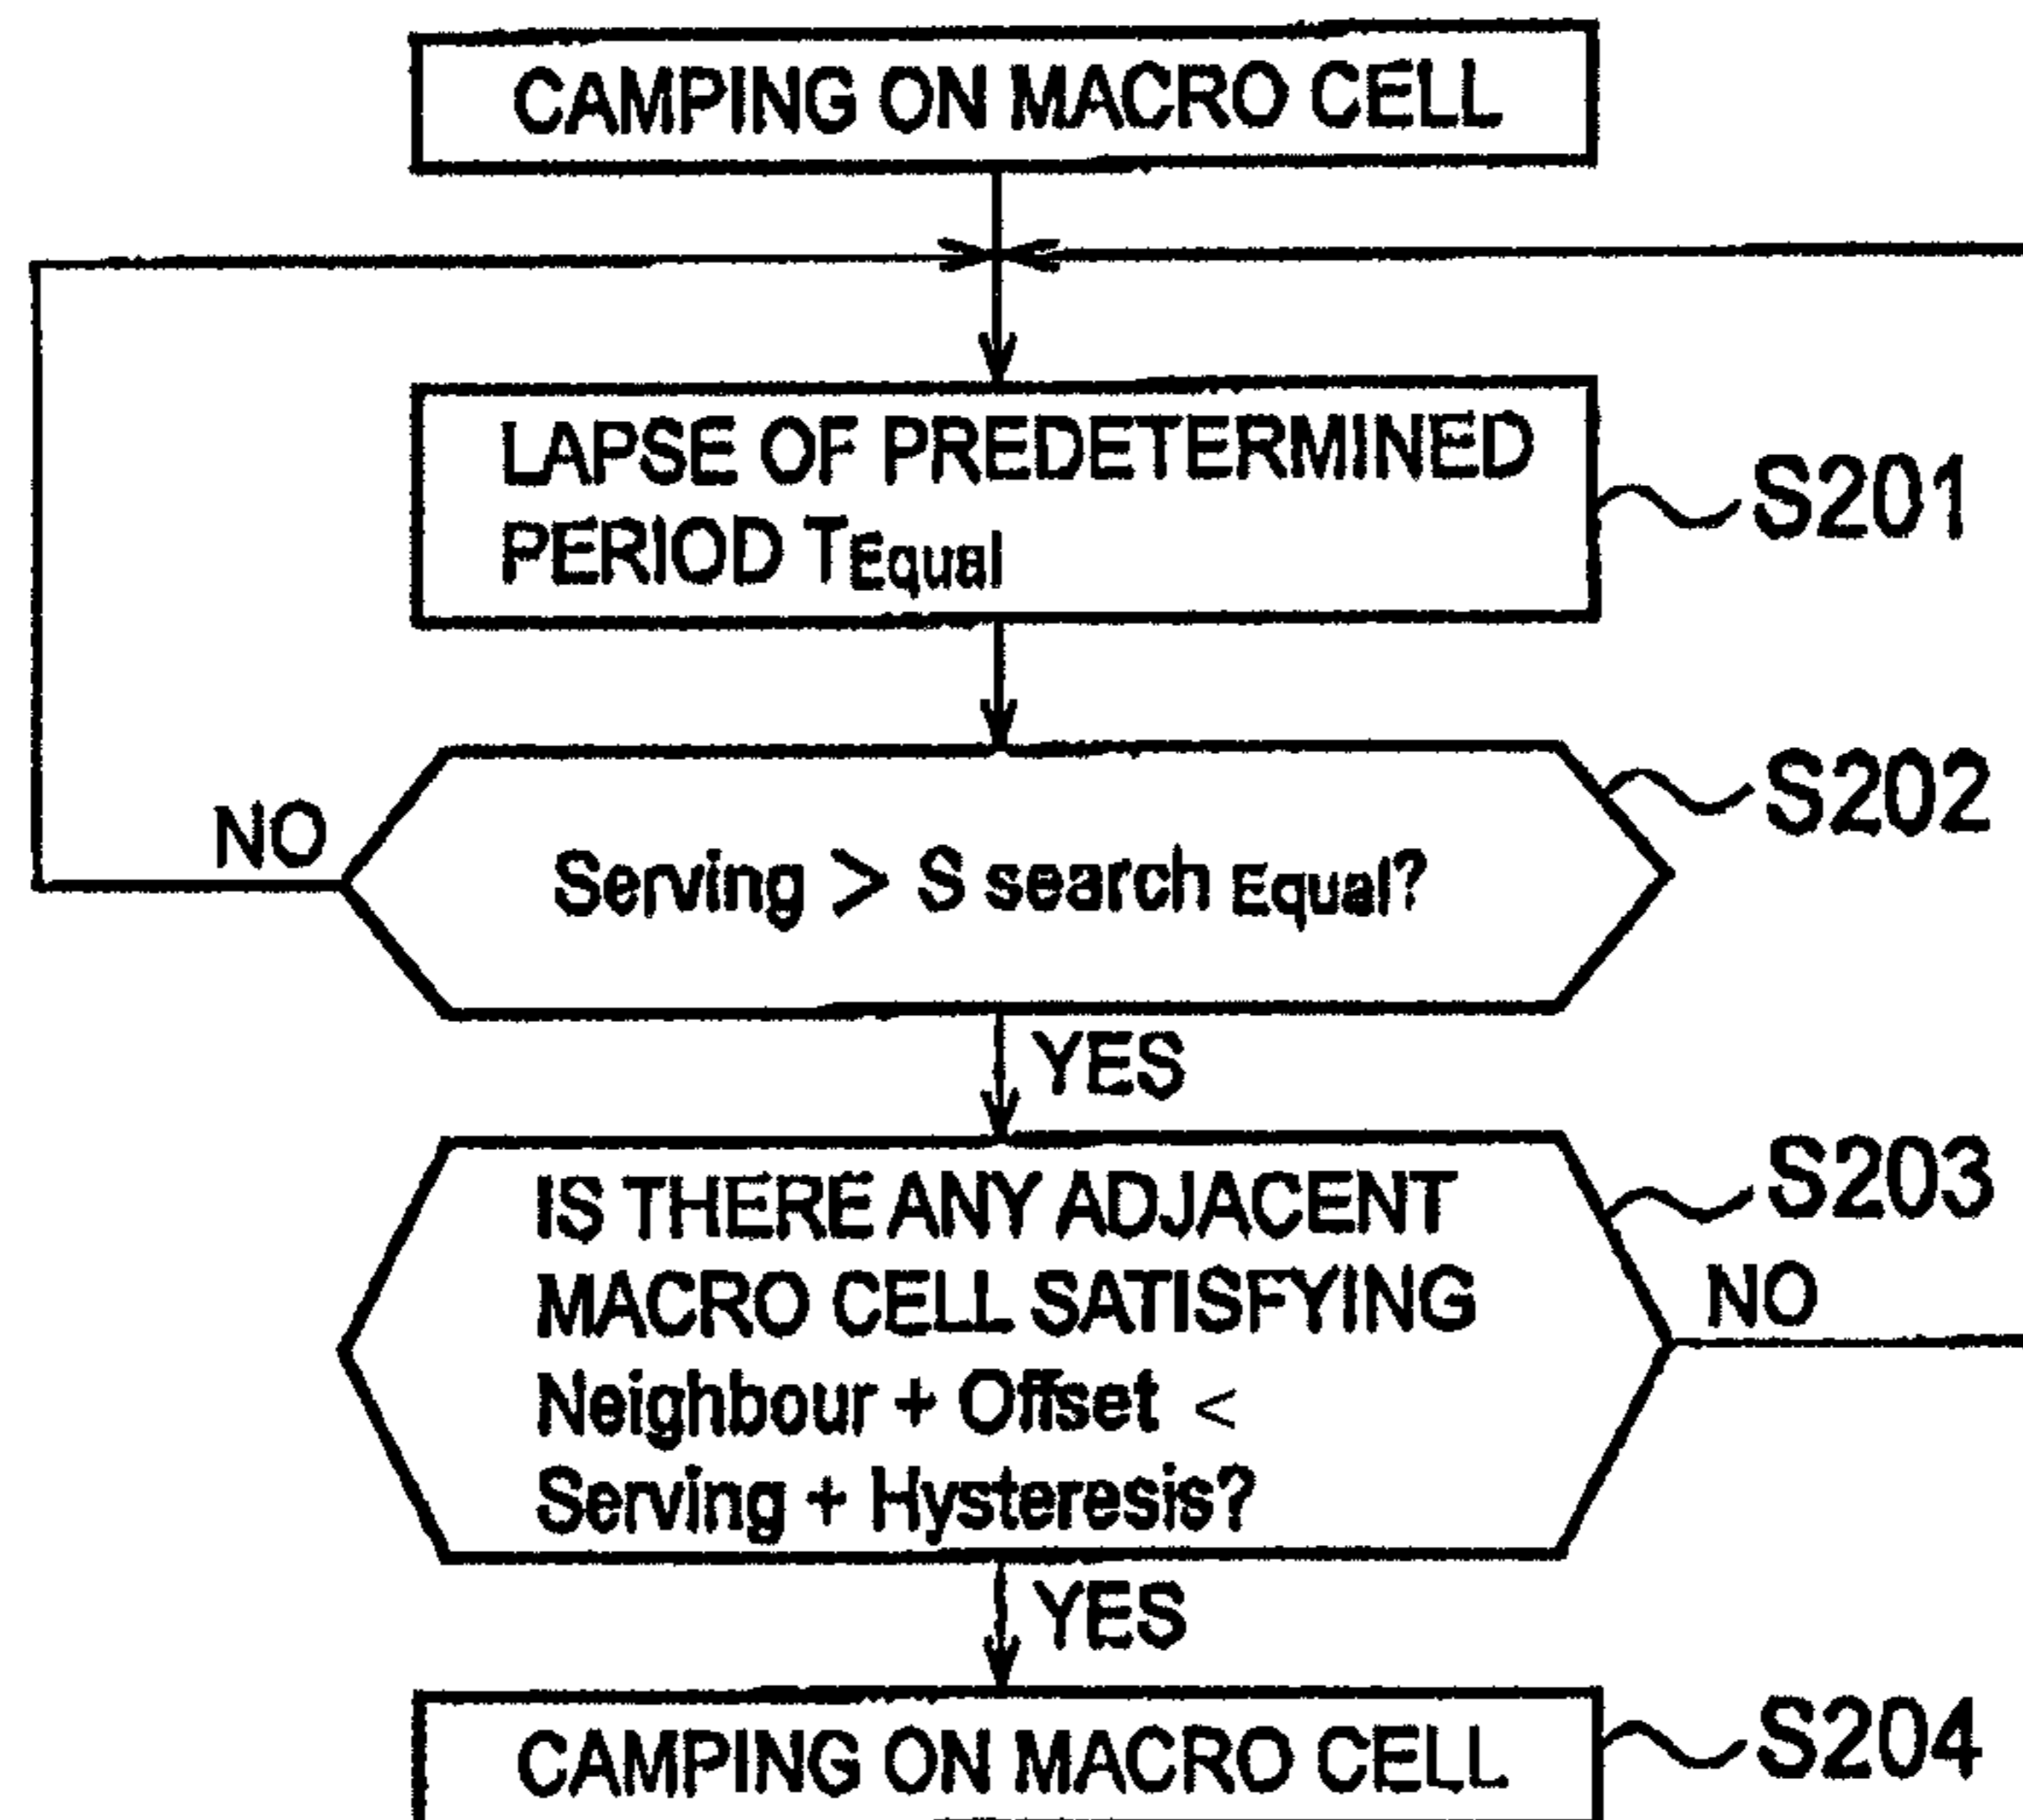 CAMPING ON MACRO CELL
LAPSE OF PREDETERMINED
PERIOD TEqual
S201
S202
NO
Serving > S search Equal?
YES
S203
IS THERE ANY ADJACENT
MACRO CELL SATISFYING
NO
Neighbour + Offset <
Serving + Hysteresis?
YES
CAMPING ON MACRO CELL
S204